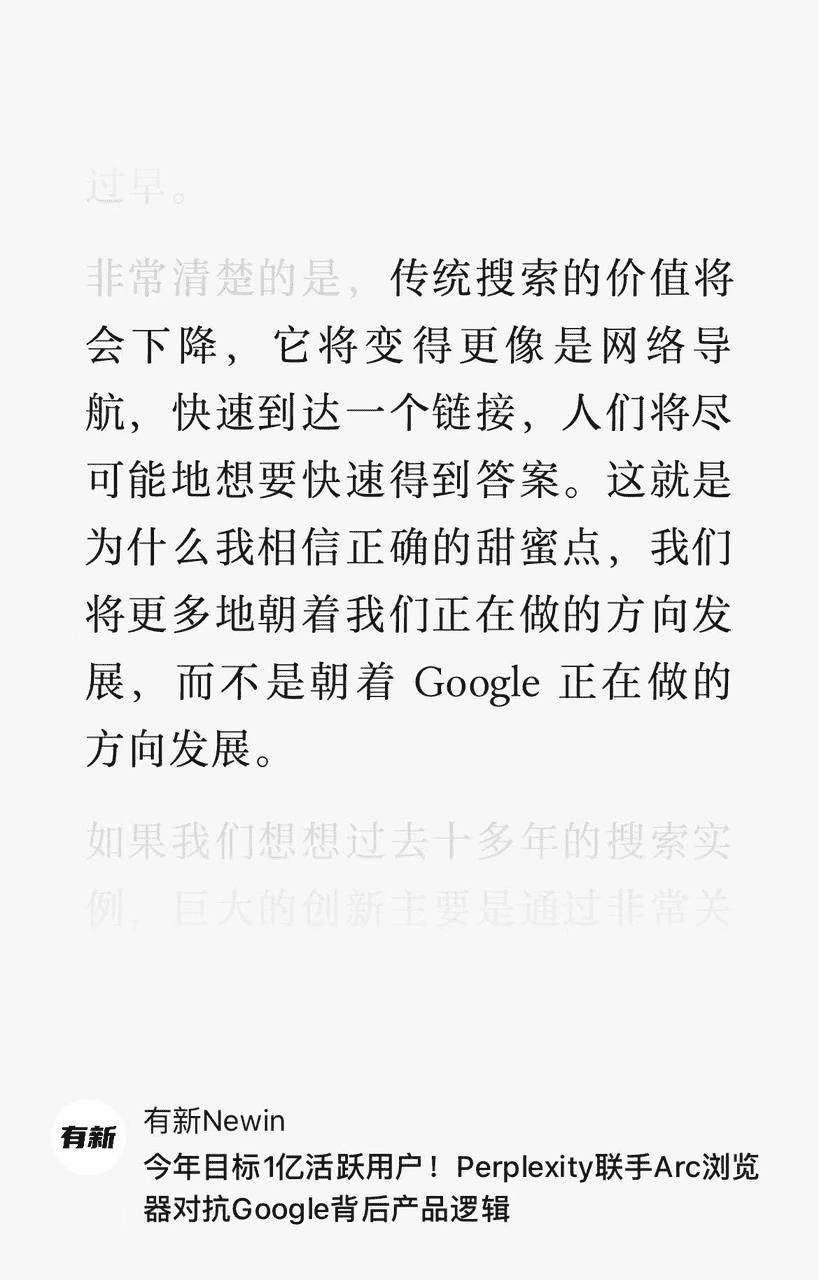 过早。
非常清楚的是，传统搜索的价值将
会下降，它将变得更像是网络导
航，快速到达一个链接，人们将尽
可能地想要快速得到答案。这就是
为什么我相信正确的甜蜜点，我们
将更多地朝着我们正在做的方向发
展，而不是朝着 Google 正在做的
方向发展。
如果我们想想过去十多年的搜索实
例，巨大的创新主要是通过非常关
有新
有新Newin
今年目标1亿活跃用户！Perplexity联手Arc浏览
器对抗Google背后产品逻辑